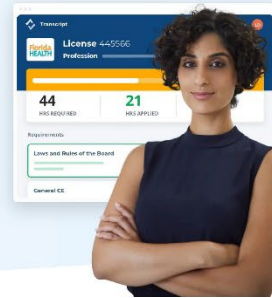 Transcript
Florida
HEALTH
License 445566
Profession
44
HRS REQUIRED
21
HRS APPLIED
Requirements
Laws and Rules of the Board
General CE